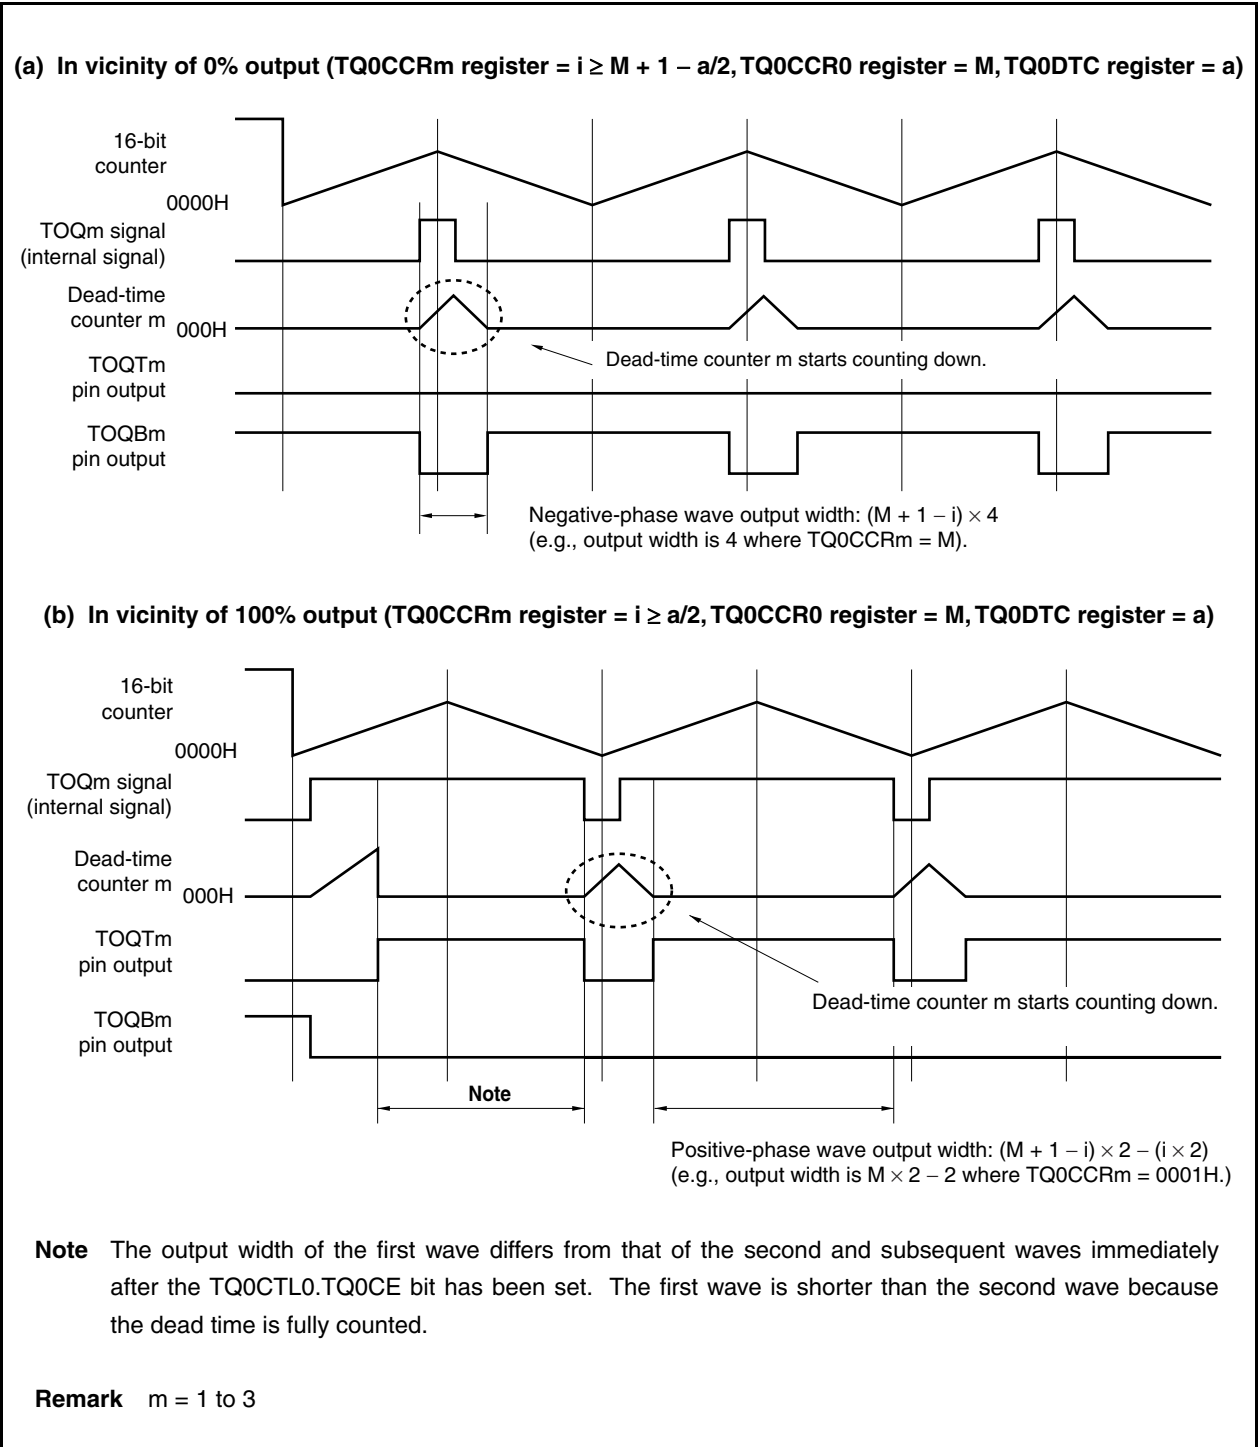 (a) In vicinity of 0% output (TQ0CCRm register = i ≥ M + 1 – a/2, TQ0CCR0 register = M, TQ0DTC register = a)
16-bit
counter
0000H
TOQm signal
(internal signal)
Dead-time
counter m
000H
Dead-time counter m starts counting down.
TOQTm
pin output
TOQBm
pin output
Negative-phase wave output width: (M + 1 – i) × 4
(e.g., output width is 4 where TQ0CCRm = M).
(b) In vicinity of 100% output (TQ0CCRm register = i ≥ a/2, TQ0CCR0 register = M, TQ0DTC register = a)
16-bit
counter
0000H
TOQm signal
(internal signal)
Dead-time
counter m
000H
TOQTm
pin output
Dead-time counter m starts counting down.
TOQBm
pin output
Note
Positive-phase wave output width: (M + 1 – i) × 2 – (i × 2)
(e.g., output width is M × 2 – 2 where TQ0CCRm = 0001H.)
Note The output width of the first wave differs from that of the second and subsequent waves immediately
after the TQ0CTL0.TQ0CE bit has been set. The first wave is shorter than the second wave because
the dead time is fully counted.
Remark m = 1 to 3